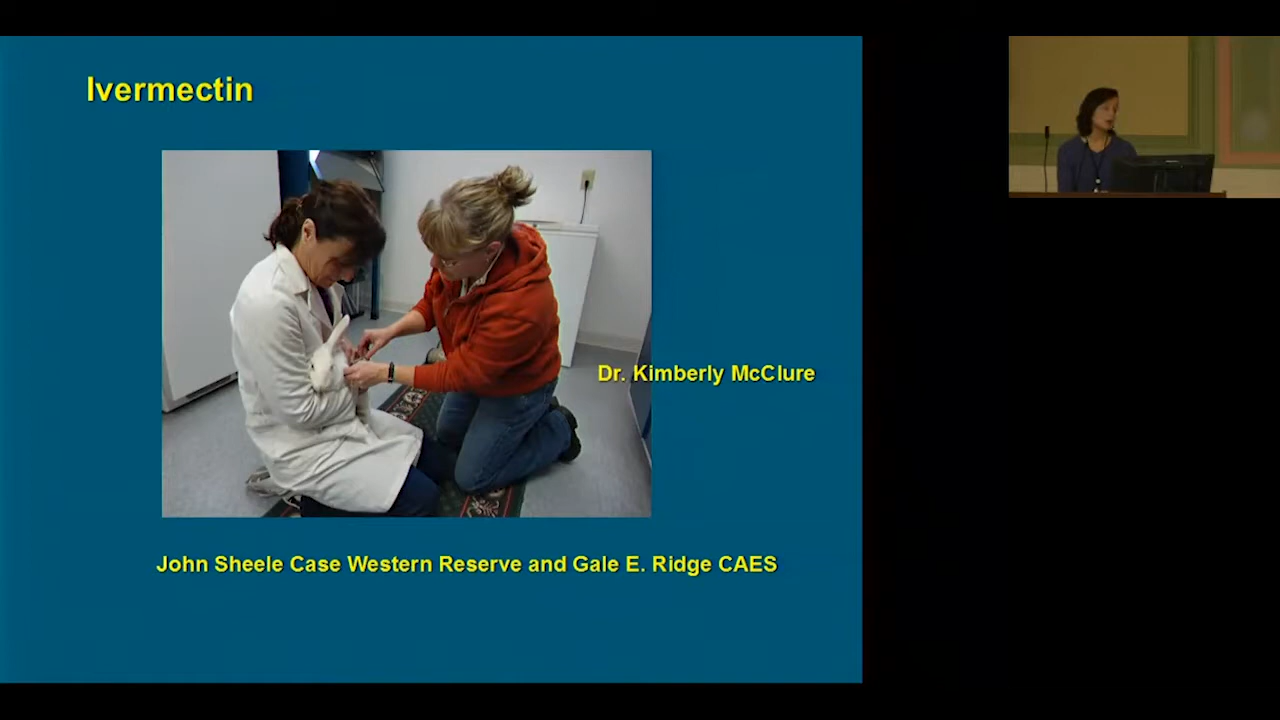 Ivermectin
Dr. Kimberly McClure
John Sheele Case Western Reserve and Gale E. Ridge CAES